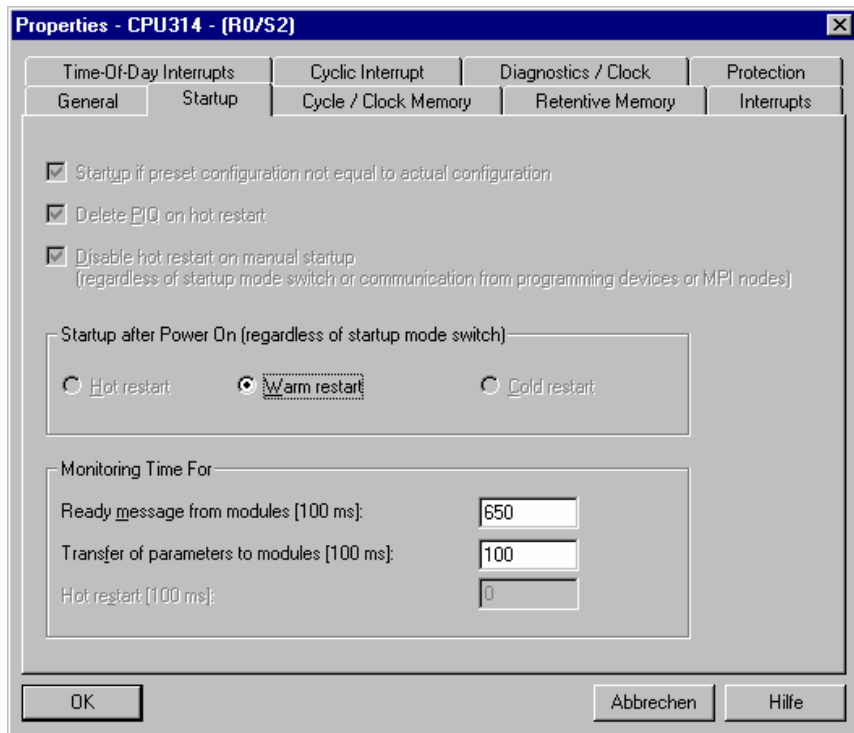 Properties - CPU314 - (R0/S2)
Time-Of-Day Interrupts Cyclic Interrupt Diagnostics / Clock Protection
General Startup Cycle / Clock Memory Retentive Memory Interrupts
Startup if preset configuration not equal to actual configuration
Delete PIQ on hot restart
Disable hot restart on manual startup
(regardless of startup mode switch or communication from programming devices or MPI nodes)
Startup after Power On (regardless of startup mode switch)
Hot restart Warm restart Cold restart
Monitoring Time For
Ready message from modules [100 ms]: 650
Transfer of parameters to modules [100 ms]: 100
Hot restart [100 ms]: 0
OK Abbrechen Hilfe